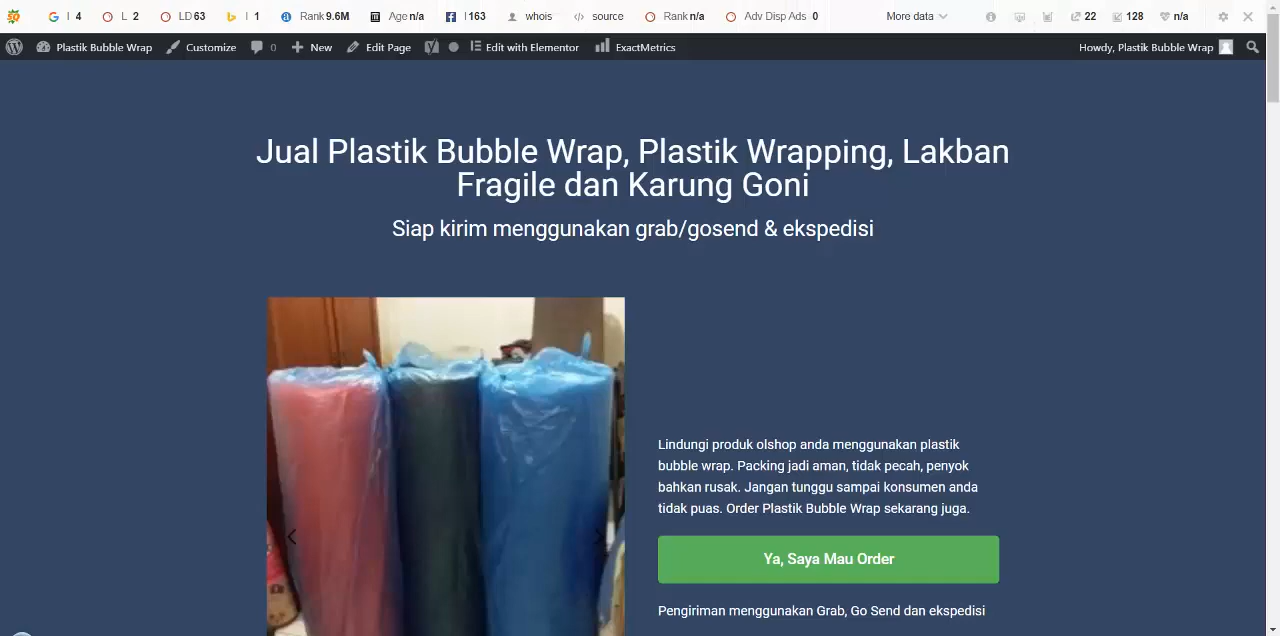 I 4 L 2 LD 63 I 1 Rank 9.6M Age n/a I 163 whois source Rank n/a Adv Disp Ads 0 More data 22 128 n/a
Plastik Bubble Wrap Customize 0 New Edit Page Edit with Elementor ExactMetrics Howdy, Plastik Bubble Wrap
Jual Plastik Bubble Wrap, Plastik Wrapping, Lakban
Fragile dan Karung Goni
Siap kirim menggunakan grab/gosend & ekspedisi
Lindungi produk olshop anda menggunakan plastik
bubble wrap. Packing jadi aman, tidak pecah, penyok
bahkan rusak. Jangan tunggu sampai konsumen anda
tidak puas. Order Plastik Bubble Wrap sekarang juga.
Ya, Saya Mau Order
Pengiriman menggunakan Grab, Go Send dan ekspedisi